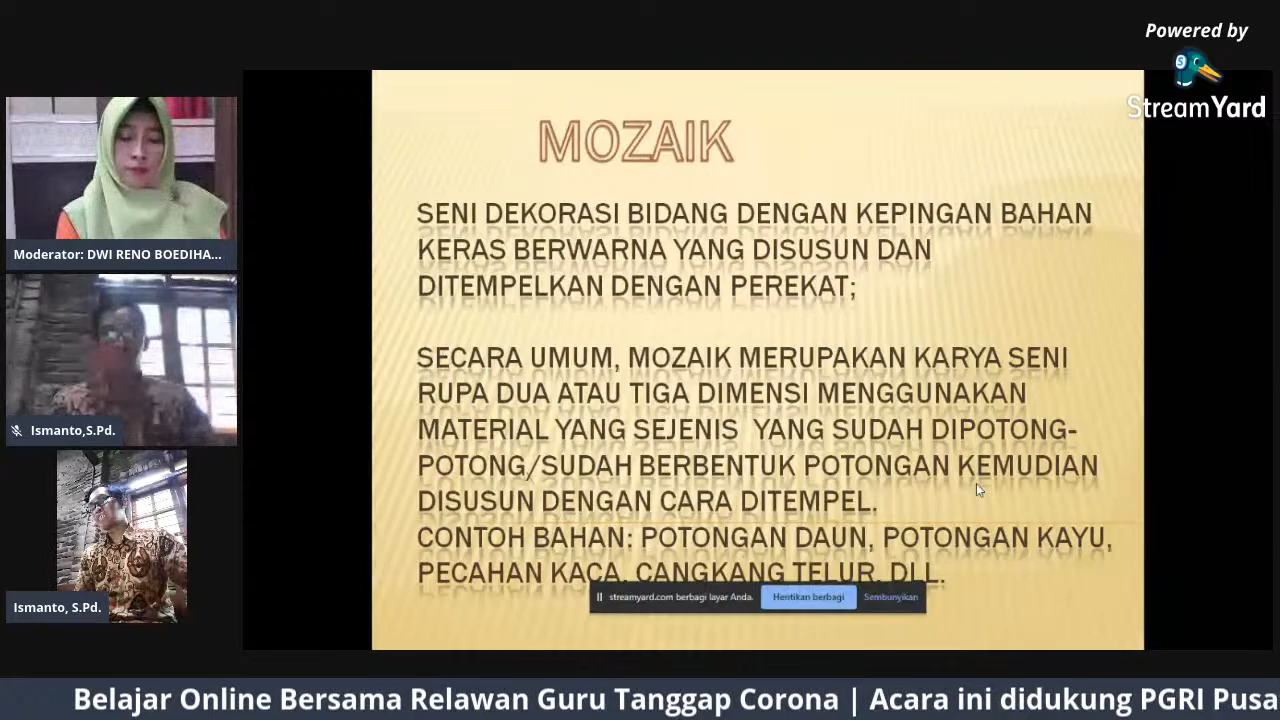 Powered by
StreamYard
MOZAIK
SENI DEKORASI BIDANG DENGAN KEPINGAN BAHAN
KERAS BERWARNA YANG DISUSUN DAN
DITEMPELKAN DENGAN PEREKAT;
SECARA UMUM, MOZAIK MERUPAKAN KARYA SENI
RUPA DUA ATAU TIGA DIMENSI MENGGUNAKAN
MATERIAL YANG SEJENIS YANG SUDAH DIPOTONG-
POTONG/SUDAH BERBENTUK POTONGAN KEMUDIAN
DISUSUN DENGAN CARA DITEMPEL.
CONTOH BAHAN: POTONGAN DAUN, POTONGAN KAYU,
PECAHAN KACA, CANGKANG TELUR, DLL.
streamyard.com berbagi layar Anda. Hentikan berbagi Sembunyikan
Moderator: DWI RENO BOEDIHA...
Ismanto,S.Pd.
Ismanto, S.Pd.
Belajar Online Bersama Relawan Guru Tanggap Corona | Acara ini didukung PGRI Pusa